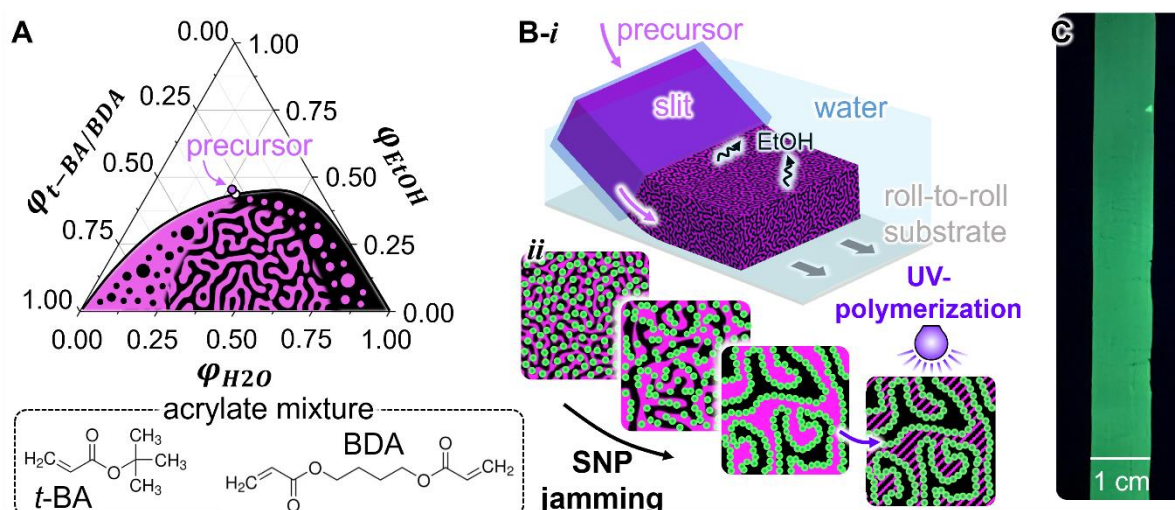 A
0.00
1.00
0.25
0.75
φt-BA/BDA
precursor
φEtOH
0.50
0.50
0.75
0.25
1.00
0.00
0.00 0.25 0.50 0.75 1.00
φH2O
acrylate mixture
H2C
O
O
CH3
CH3
CH3
t-BA
BDA
H2C
O
O
O
O
CH2
B-i
precursor
slit
water
EtOH
roll-to-roll
substrate
ii
UV-
polymerization
SNP
jamming
C
1 cm